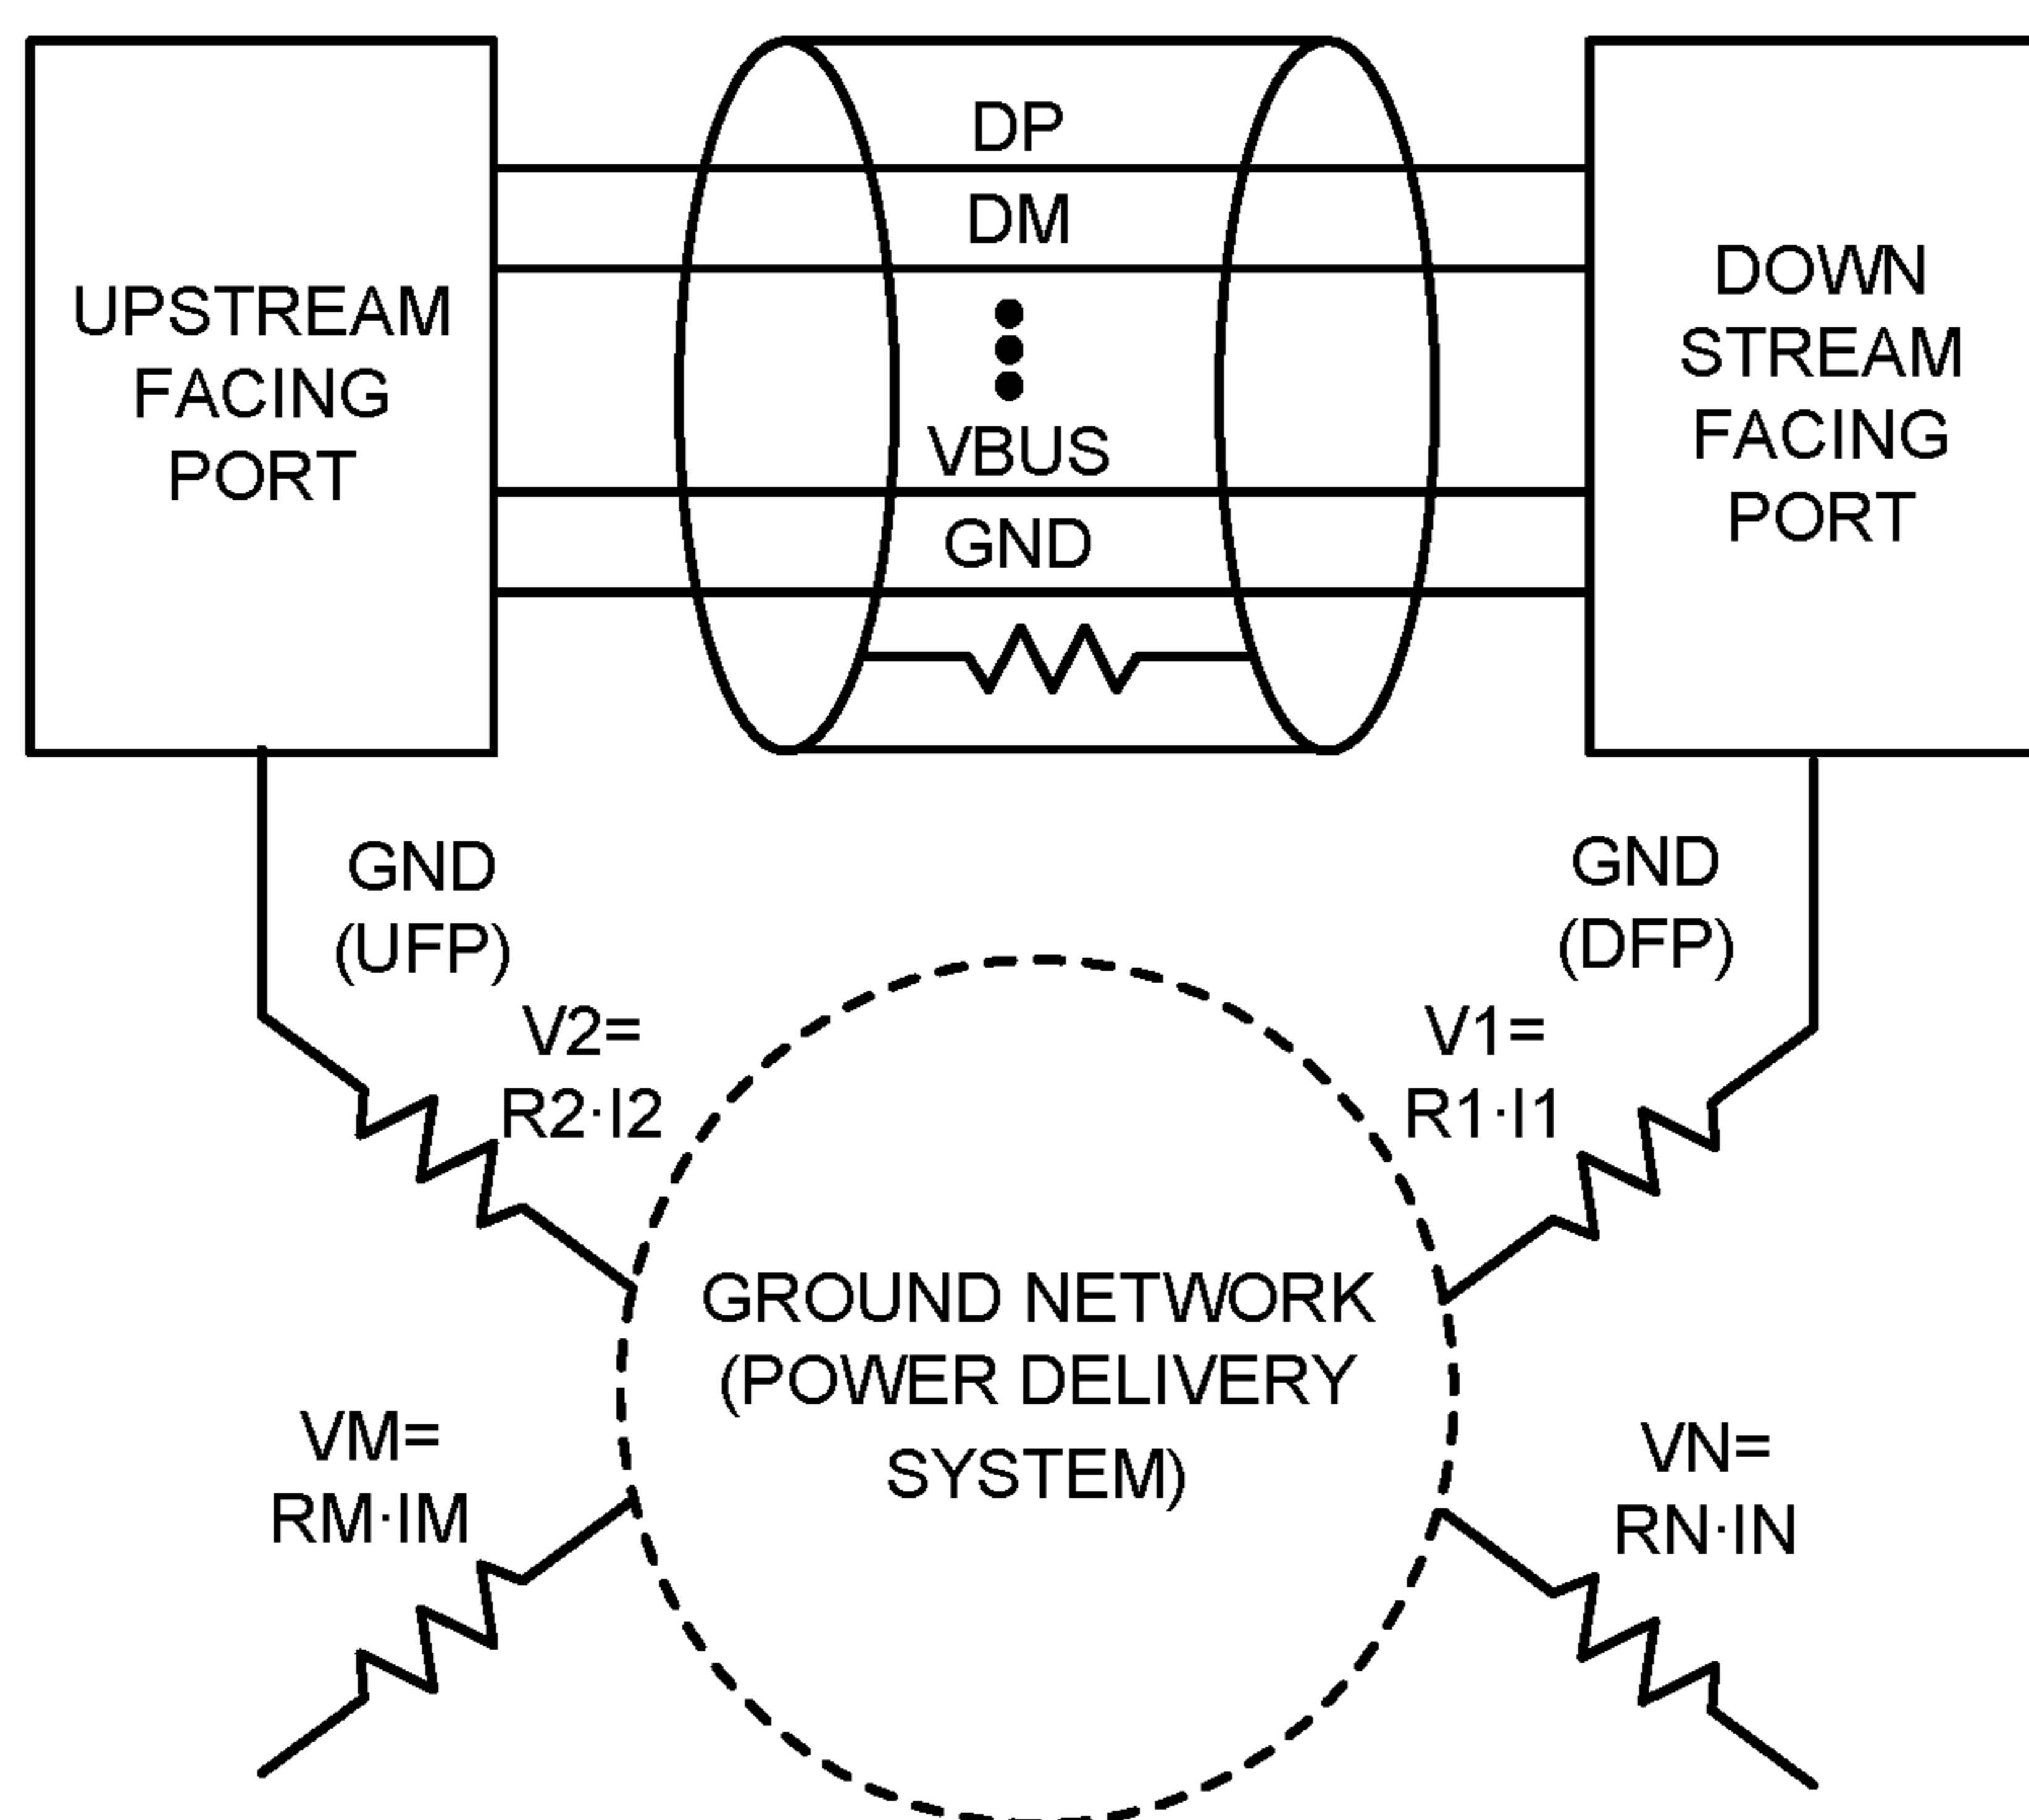 UPSTREAM
FACING
PORT
DP
DM
VBUS
GND
DOWN
STREAM
FACING
PORT
GND
(UFP)
V2=
R2·I2
GND
(DFP)
V1=
R1·I1
GROUND NETWORK
(POWER DELIVERY
SYSTEM)
VM=
RM·IM
VN=
RN·IN